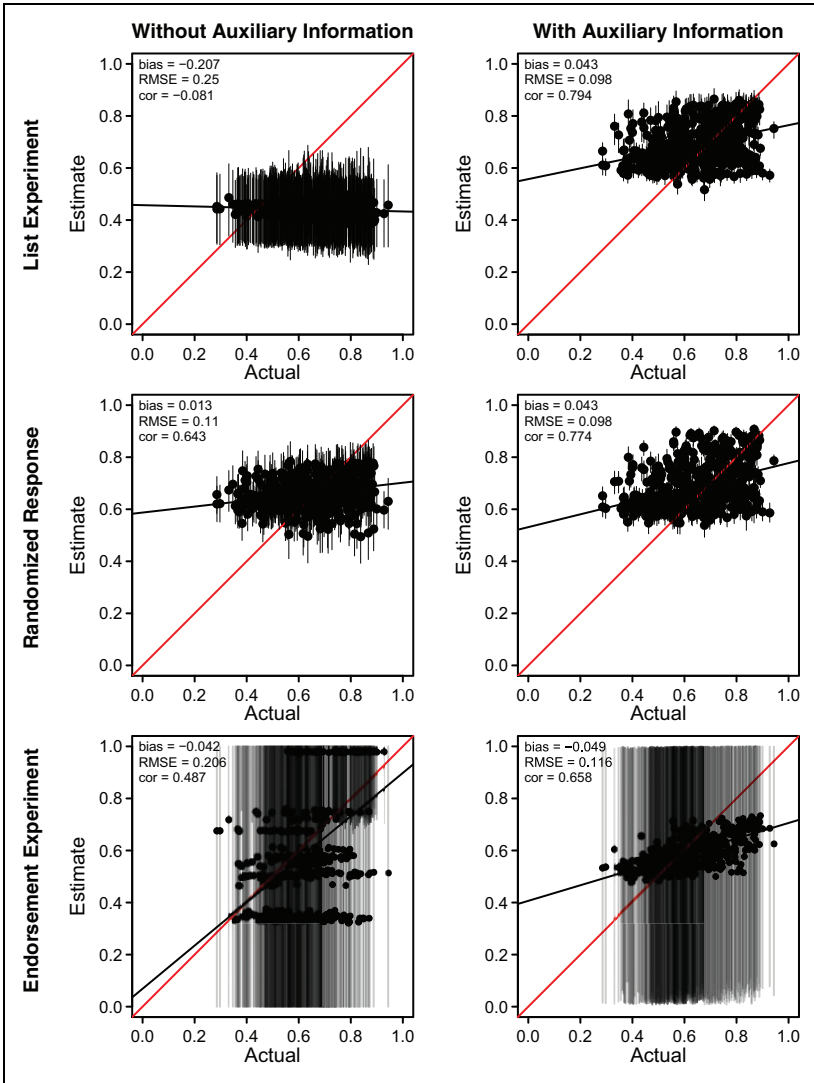 Without Auxiliary Information
With Auxiliary Information
List Experiment
bias = −0.207
RMSE = 0.25
cor = −0.081
1.0
0.8
0.6
0.4
0.2
0.0
Estimate
0.0 0.2 0.4 0.6 0.8 1.0
Actual
bias = 0.043
RMSE = 0.098
cor = 0.794
1.0
0.8
0.6
0.4
0.2
0.0
Estimate
0.0 0.2 0.4 0.6 0.8 1.0
Actual
Randomized Response
bias = 0.013
RMSE = 0.11
cor = 0.643
1.0
0.8
0.6
0.4
0.2
0.0
Estimate
0.0 0.2 0.4 0.6 0.8 1.0
Actual
bias = 0.043
RMSE = 0.098
cor = 0.774
1.0
0.8
0.6
0.4
0.2
0.0
Estimate
0.0 0.2 0.4 0.6 0.8 1.0
Actual
Endorsement Experiment
bias = −0.042
RMSE = 0.206
cor = 0.487
1.0
0.8
0.6
0.4
0.2
0.0
Estimate
0.0 0.2 0.4 0.6 0.8 1.0
Actual
bias = −0.049
RMSE = 0.116
cor = 0.658
1.0
0.8
0.6
0.4
0.2
0.0
Estimate
0.0 0.2 0.4 0.6 0.8 1.0
Actual